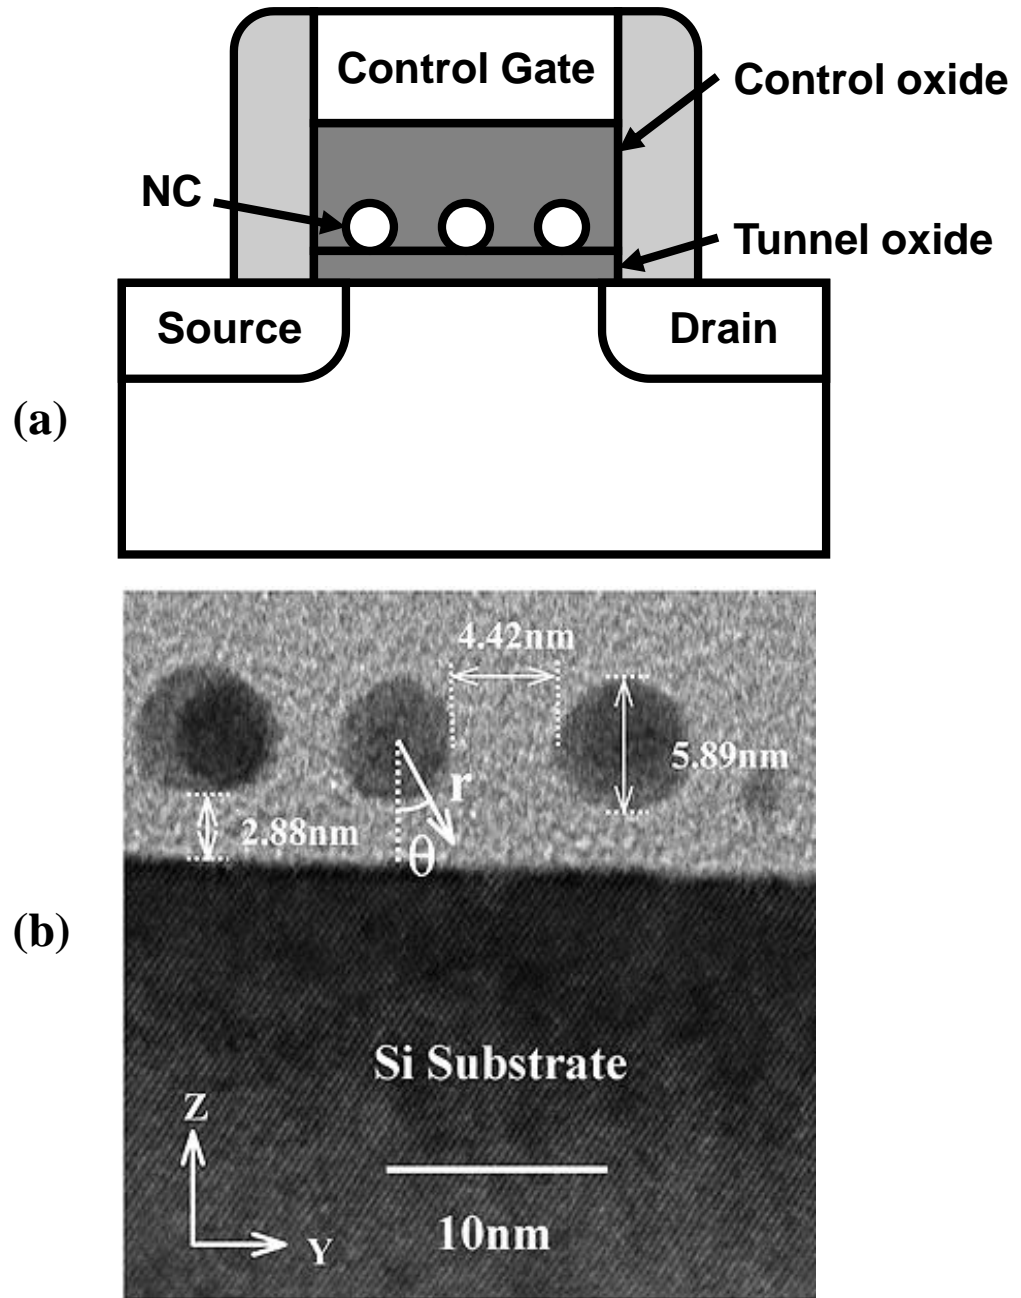 Control Gate
Control oxide
NC
Tunnel oxide
Source
Drain
(a)
4.42nm
5.89nm
r
2.88nm
θ
(b)
Si Substrate
Z
Y
10nm